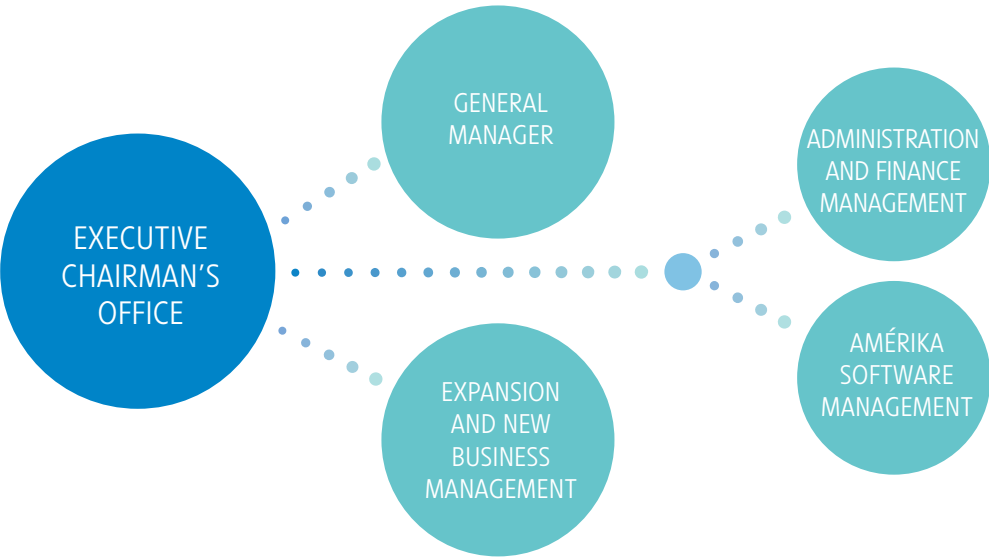 EXECUTIVE
CHAIRMAN'S
OFFICE
GENERAL
MANAGER
EXPANSION
AND NEW
BUSINESS
MANAGEMENT
ADMINISTRATION
AND FINANCE
MANAGEMENT
AMÉRIKA
SOFTWARE
MANAGEMENT